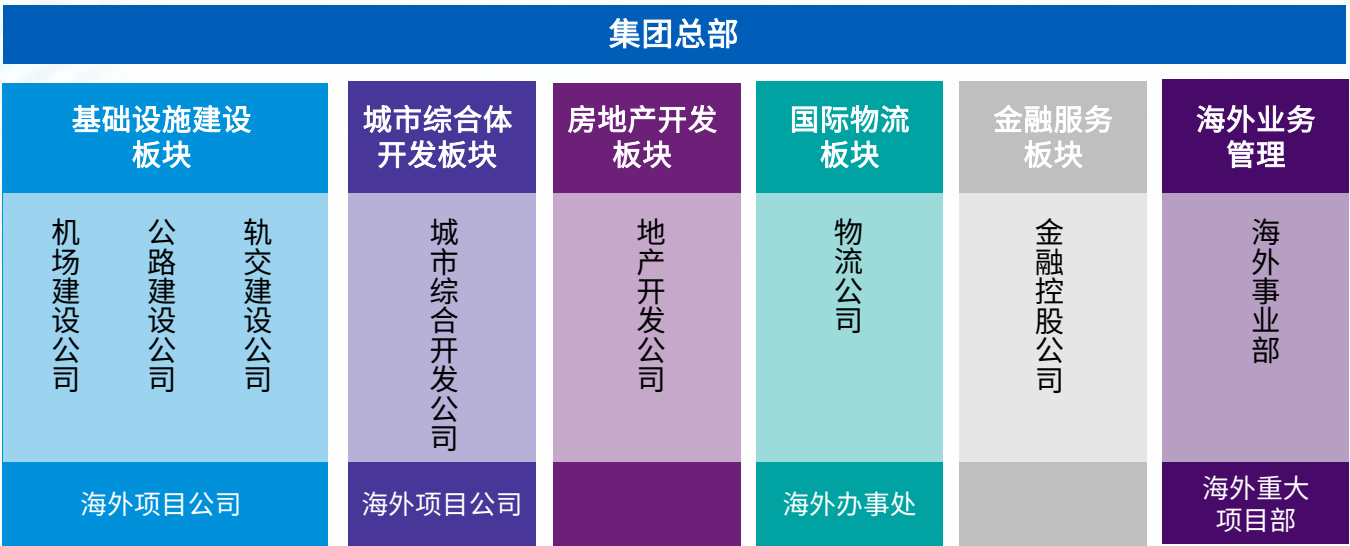 集团总部
基础设施建设
板块
城市综合体
开发板块
房地产开发
板块
国际物流
板块
金融服务
板块
海外业务
管理
机场建设公司
公路建设公司
轨交建设公司
城市综合开发公司
地产开发公司
物流公司
金融控股公司
海外事业部
海外项目公司
海外项目公司
海外办事处
海外重大
项目部